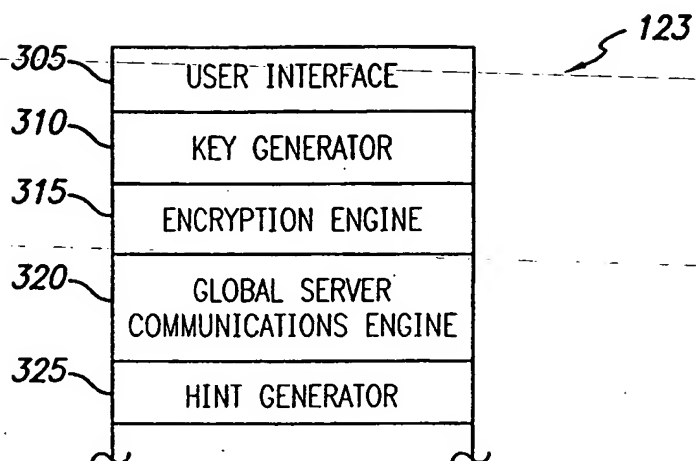 123
305 USER INTERFACE
310 KEY GENERATOR
315 ENCRYPTION ENGINE
320 GLOBAL SERVER
COMMUNICATIONS ENGINE
325 HINT GENERATOR